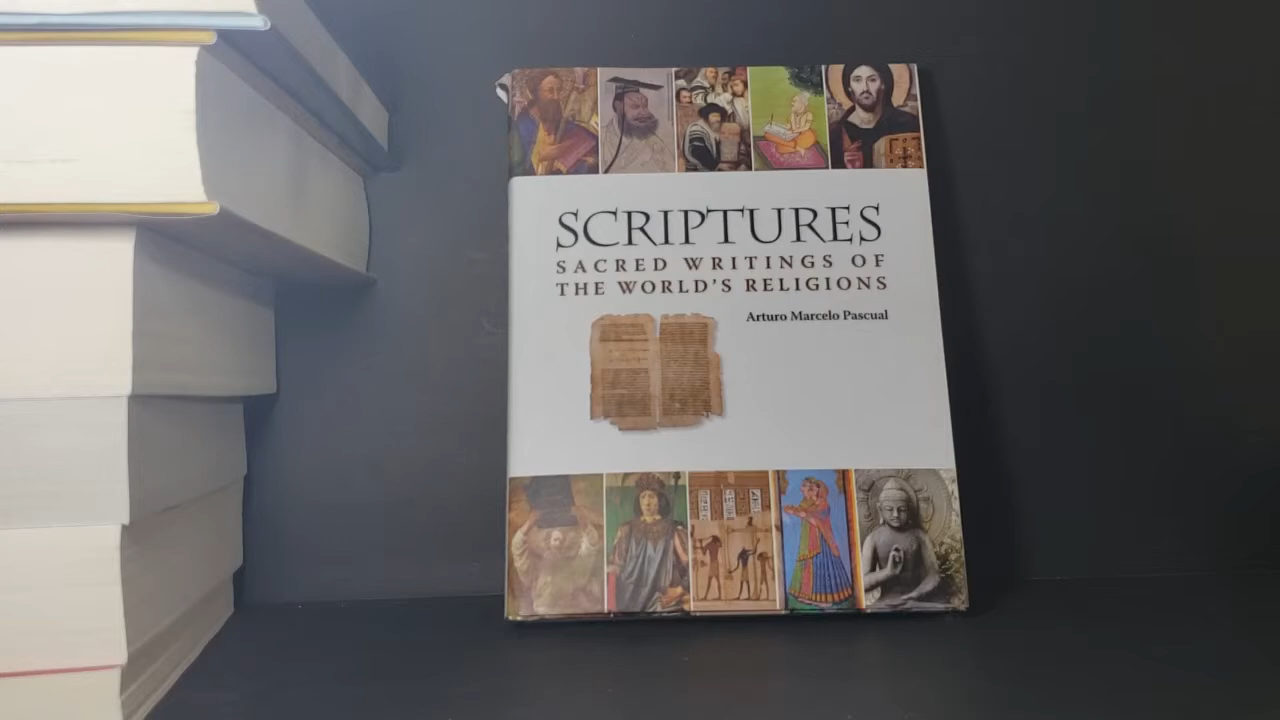 SCRIPTURES
SACRED WRITINGS OF
THE WORLD'S RELIGIONS
Arturo Marcelo Pascual